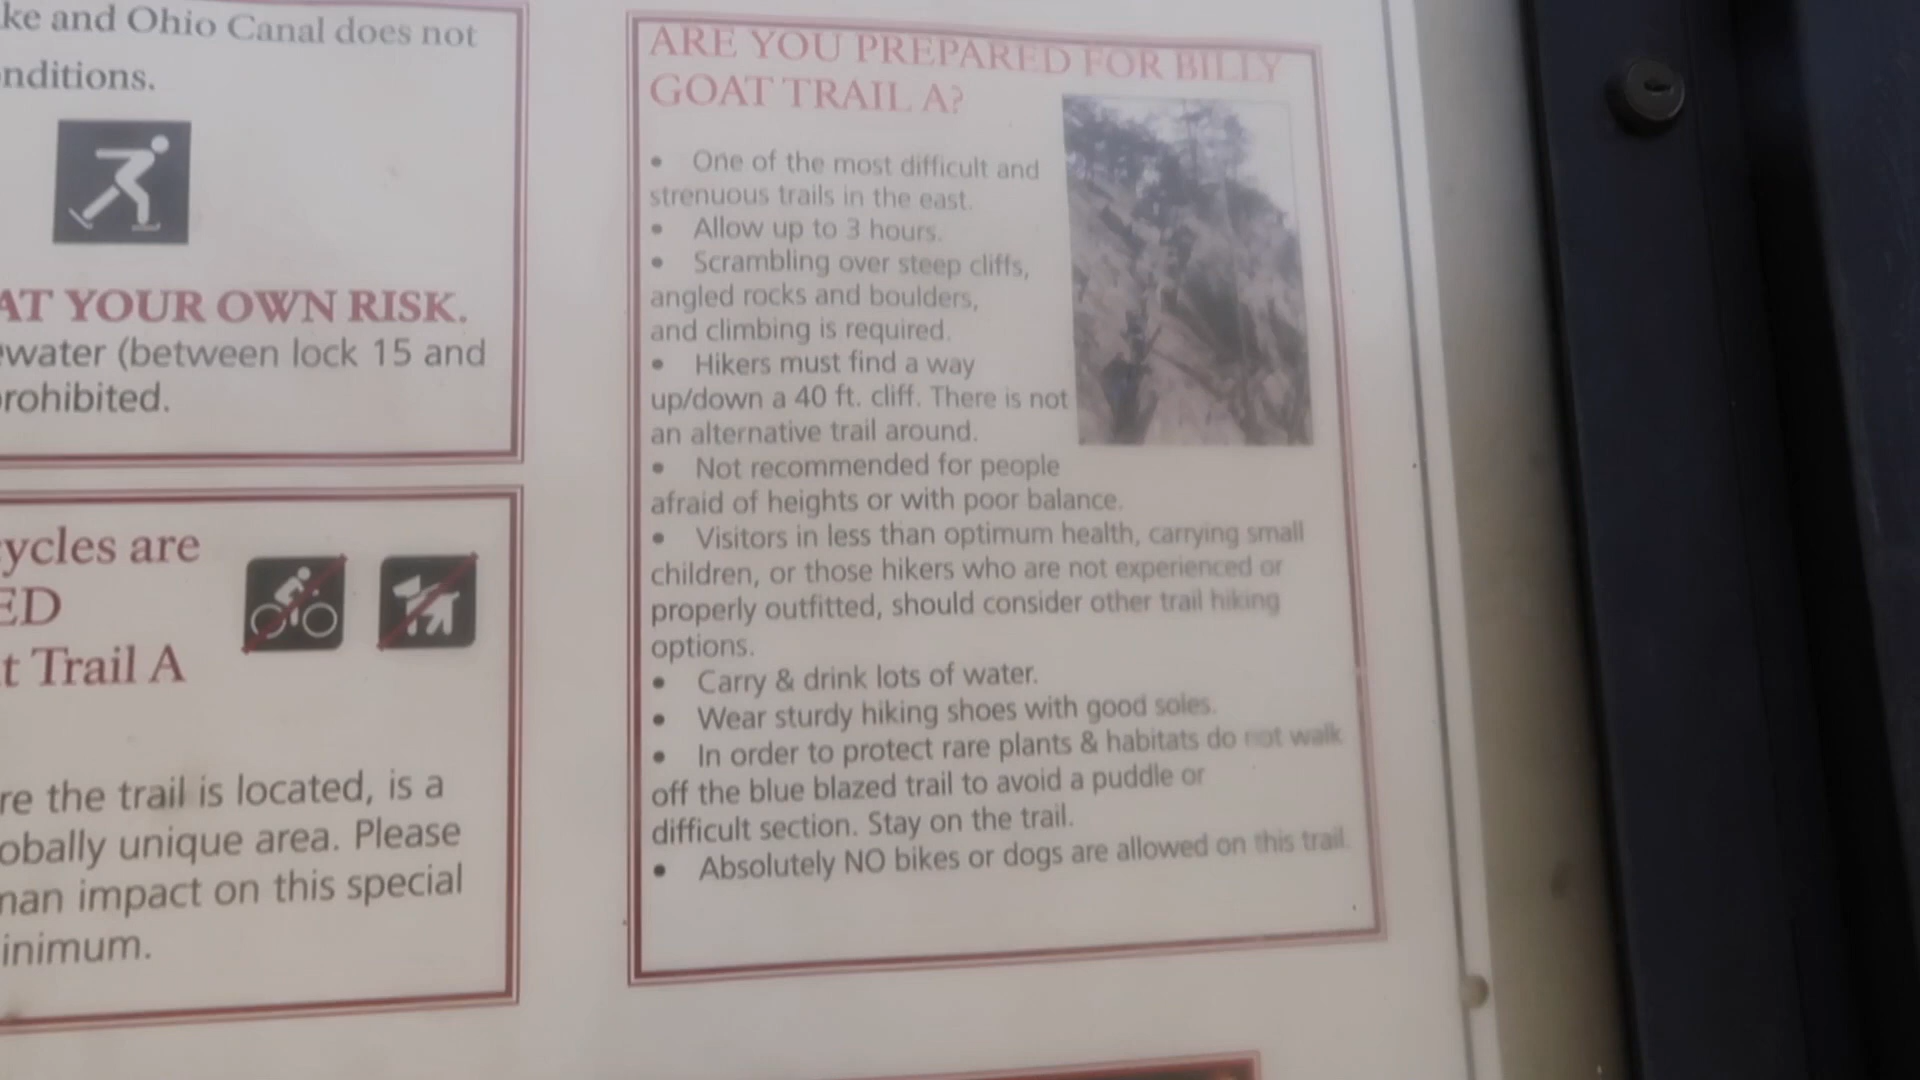 ke and Ohio Canal does not
nditions.
AT YOUR OWN RISK.
water (between lock 15 and
rohibited.
ycles are
ED
t Trail A
re the trail is located, is a
obally unique area. Please
nan impact on this special
inimum.
ARE YOU PREPARED FOR BILLY
GOAT TRAIL A?
• One of the most difficult and
strenuous trails in the east.
• Allow up to 3 hours.
• Scrambling over steep cliffs,
angled rocks and boulders,
and climbing is required.
• Hikers must find a way
up/down a 40 ft. cliff. There is not
an alternative trail around.
• Not recommended for people
afraid of heights or with poor balance.
• Visitors in less than optimum health, carrying small
children, or those hikers who are not experienced or
properly outfitted, should consider other trail hiking
options.
• Carry & drink lots of water.
• Wear sturdy hiking shoes with good soles.
• In order to protect rare plants & habitats do not walk
off the blue blazed trail to avoid a puddle or
difficult section. Stay on the trail.
• Absolutely NO bikes or dogs are allowed on this trail.